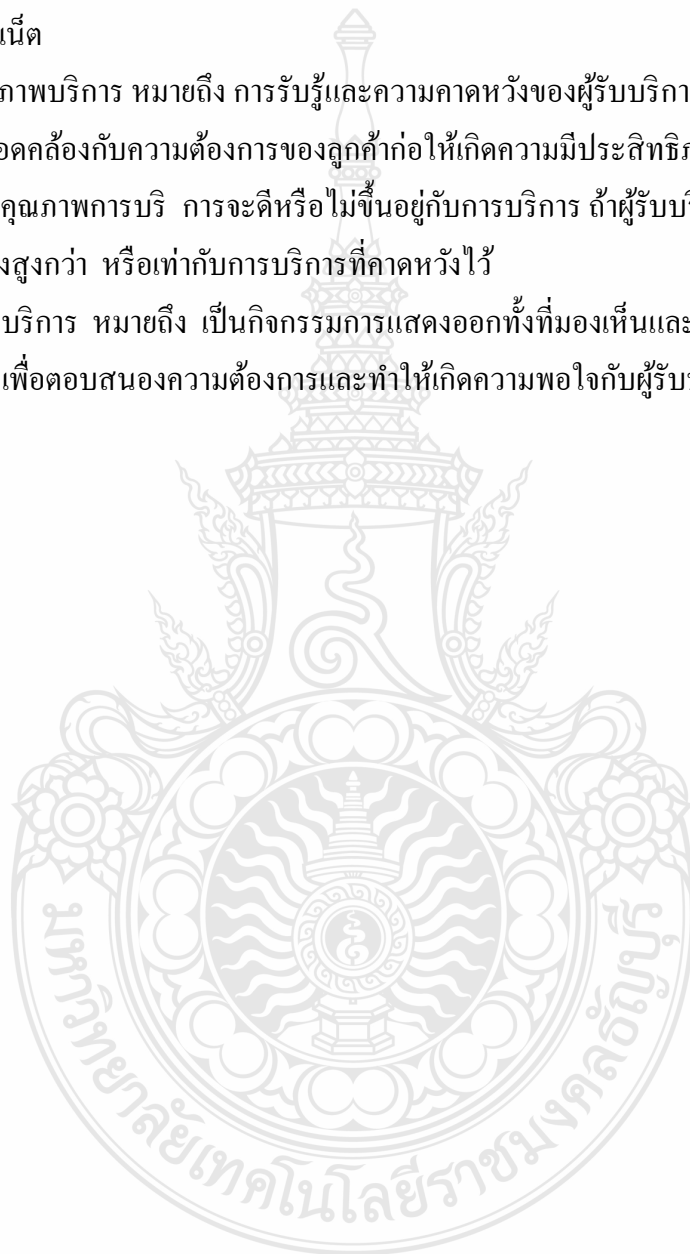 เน็ต
ภาพบริการ หมายถึง การรับรู้และความคาดหวังของผู้รับบริกา
อดคล้องกับความต้องการของลูกค้าก่อให้เกิดความมีประสิทธิภ
คุณภาพการบริ การจะดีหรือไม่ขึ้นอยู่กับการบริการ ถ้าผู้รับบริ
งสูงกว่า หรือเท่ากับการบริการที่คาดหวังไว้
บริการ หมายถึง เป็นกิจกรรมการแสดงออกทั้งที่มองเห็นและ
เพื่อตอบสนองความต้องการและทำให้เกิดความพอใจกับผู้รับบ
มหาวิทยาลัยเทคโนโลยีราชมงคลธัญบุรี